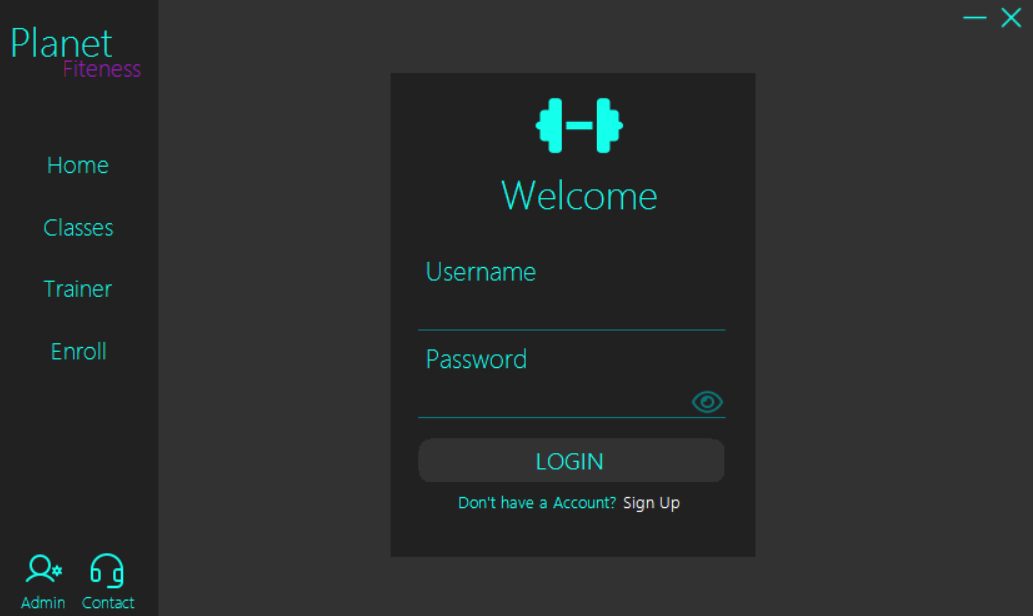 Planet
Fiteness
Home
Classes
Trainer
Enroll
Admin
Contact
Welcome
Username
Password
LOGIN
Don't have a Account? Sign Up